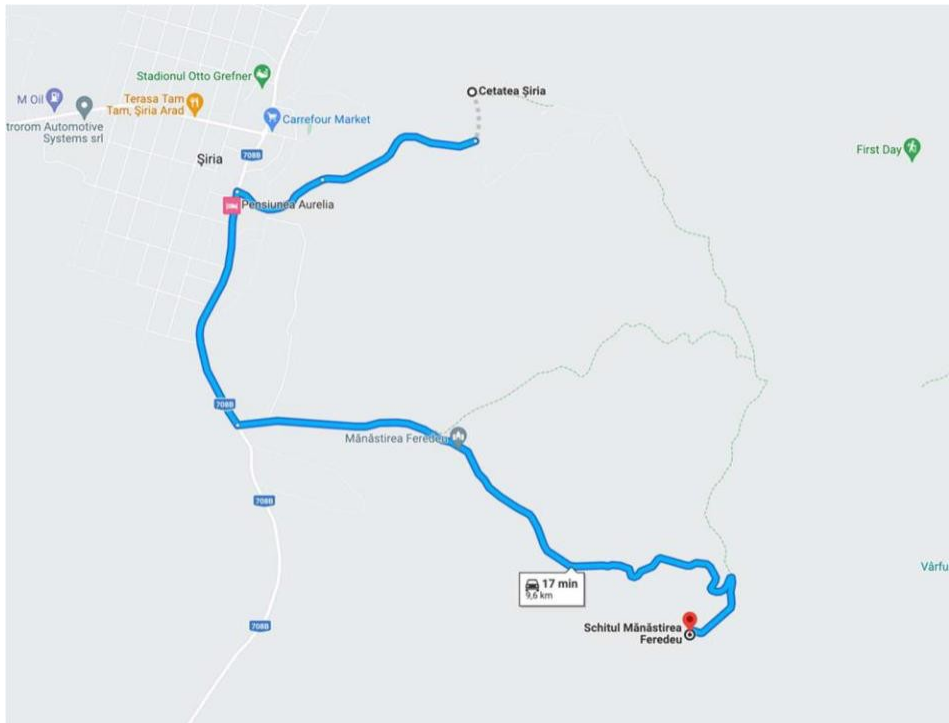 Cetatea Șiria
Stadionul Otto Grefner
M Oil
Terasa Tam
Tam, Șiria Arad
trorom Automotive
Systems srl
Carrefour Market
First Day
Șiria
708B
Pensiunea Aurelia
708B
Mănăstirea Feredeu
708B
Vârfu
17 min
9,6 km
Schitul Mănăstirea
Feredeu
708B